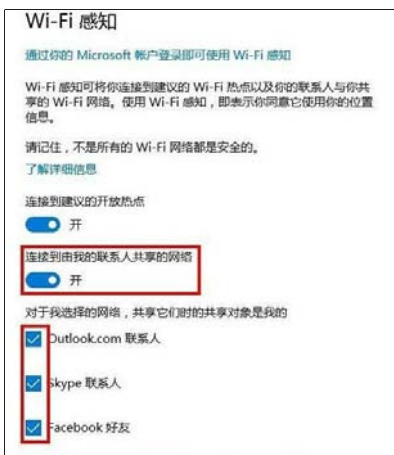 Wi-Fi 感知
通过你的 Microsoft 帐户登录即可使用 Wi-Fi 感知
Wi-Fi 感知可将你连接到建议的 Wi-Fi 热点以及你的联系人与你共
享的 Wi-Fi 网络。使用 Wi-Fi 感知，即表示你同意它使用你的位置
信息。
请记住，不是所有的 Wi-Fi 网络都是安全的。
了解详细信息
连接到建议的开放热点
开
连接到由我的联系人共享的网络
开
对于我选择的网络，共享它们时的共享对象是我的
Outlook.com 联系人
Skype 联系人
Facebook 好友